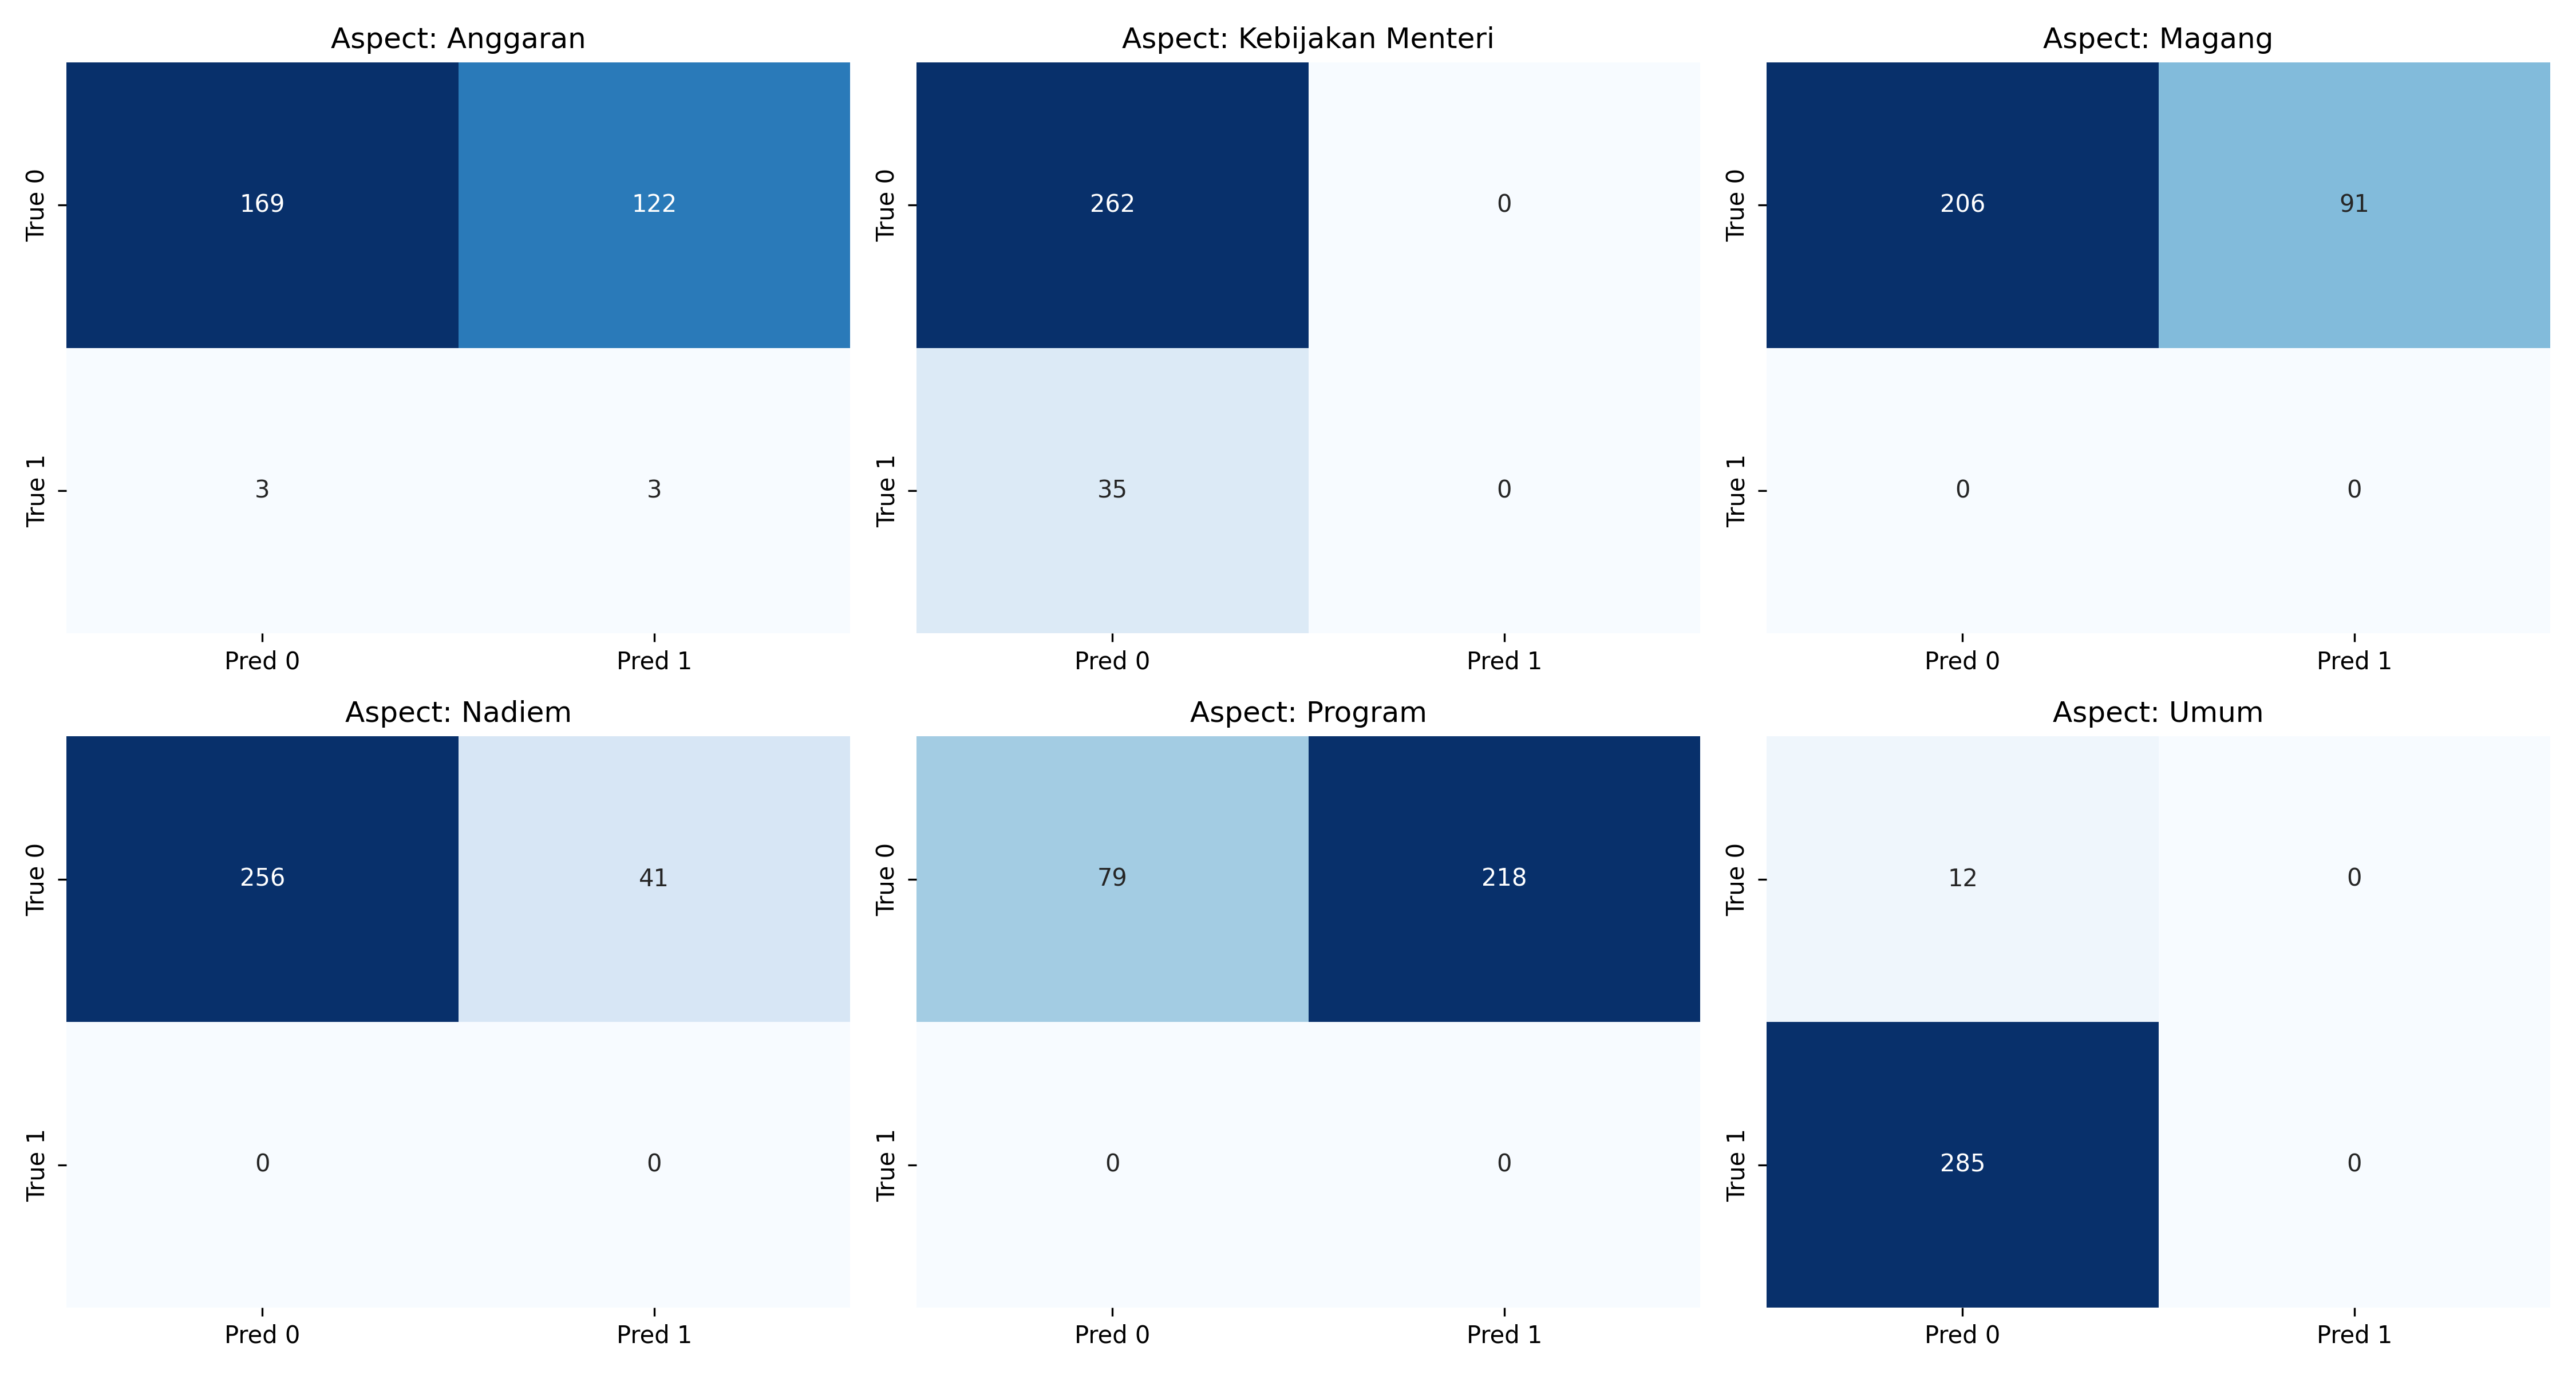 Aspect: Anggaran
True 0
169
122
True 1
3
3
Pred 0
Pred 1
Aspect: Kebijakan Menteri
True 0
262
0
True 1
35
0
Pred 0
Pred 1
Aspect: Magang
True 0
206
91
True 1
0
0
Pred 0
Pred 1
Aspect: Nadiem
True 0
256
41
True 1
0
0
Pred 0
Pred 1
Aspect: Program
True 0
79
218
True 1
0
0
Pred 0
Pred 1
Aspect: Umum
True 0
12
0
True 1
285
0
Pred 0
Pred 1